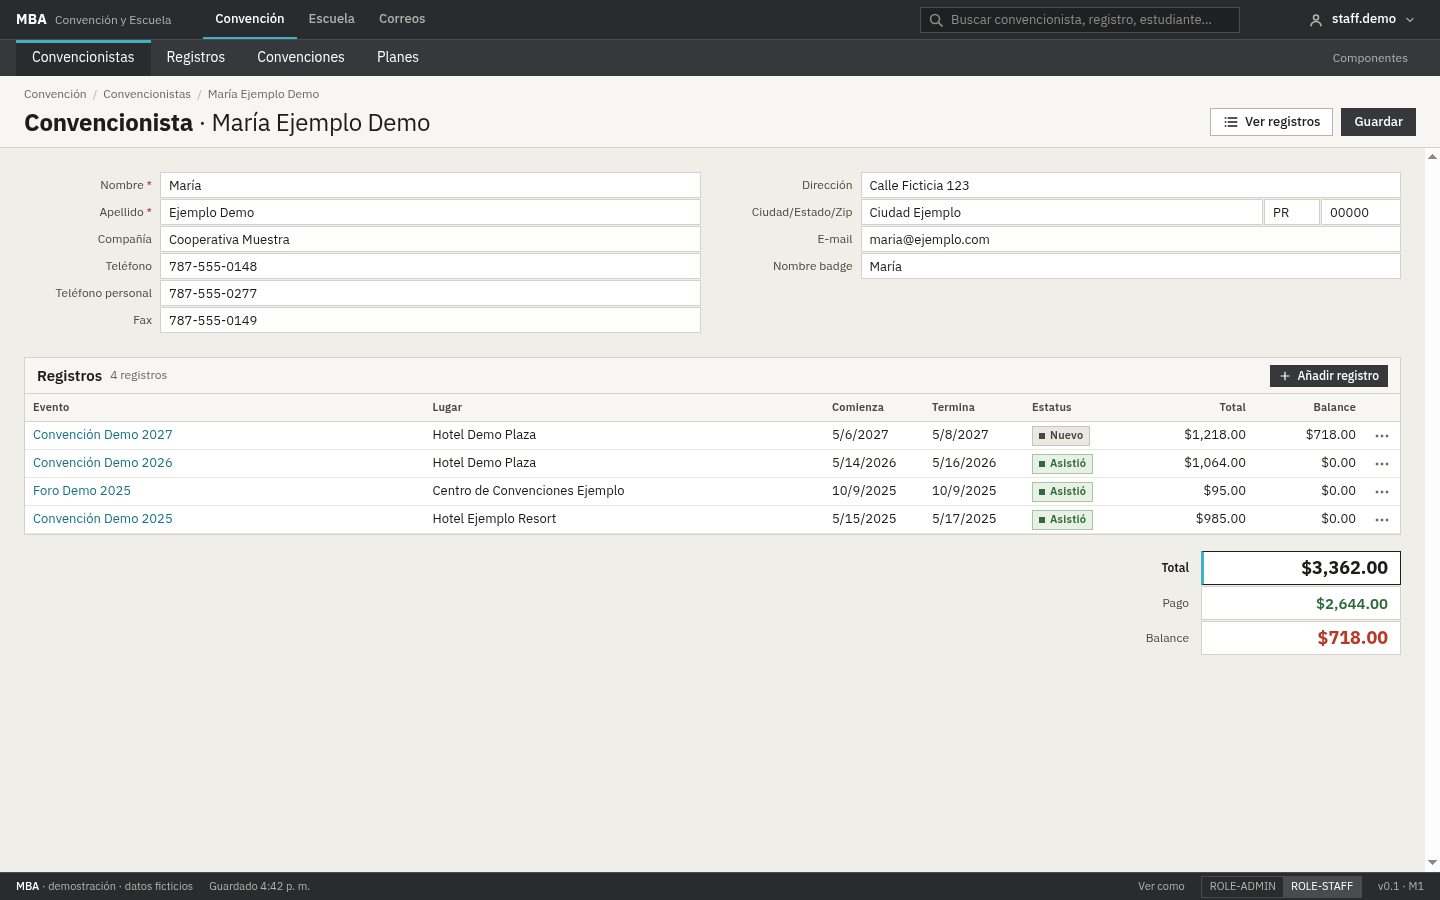 MBA Convención y Escuela Convención Escuela Correos Buscar convencionista, registro, estudiante... staff.demo
Convencionistas Registros Convenciones Planes Componentes
Convención / Convencionistas / María Ejemplo Demo
Convencionista · María Ejemplo Demo Ver registros Guardar
Nombre * María Dirección Calle Ficticia 123
Apellido * Ejemplo Demo Ciudad/Estado/Zip Ciudad Ejemplo PR 00000
Compañía Cooperativa Muestra E-mail maria@ejemplo.com
Teléfono 787-555-0148 Nombre badge María
Teléfono personal 787-555-0277
Fax 787-555-0149
Registros 4 registros + Añadir registro
Evento Lugar Comienza Termina Estatus Total Balance
Convención Demo 2027 Hotel Demo Plaza 5/6/2027 5/8/2027 Nuevo $1,218.00 $718.00
Convención Demo 2026 Hotel Demo Plaza 5/14/2026 5/16/2026 Asistió $1,064.00 $0.00
Foro Demo 2025 Centro de Convenciones Ejemplo 10/9/2025 10/9/2025 Asistió $95.00 $0.00
Convención Demo 2025 Hotel Ejemplo Resort 5/15/2025 5/17/2025 Asistió $985.00 $0.00
Total $3,362.00
Pago $2,644.00
Balance $718.00
MBA · demostración · datos ficticios Guardado 4:42 p. m. Ver como ROLE-ADMIN ROLE-STAFF v0.1 · M1